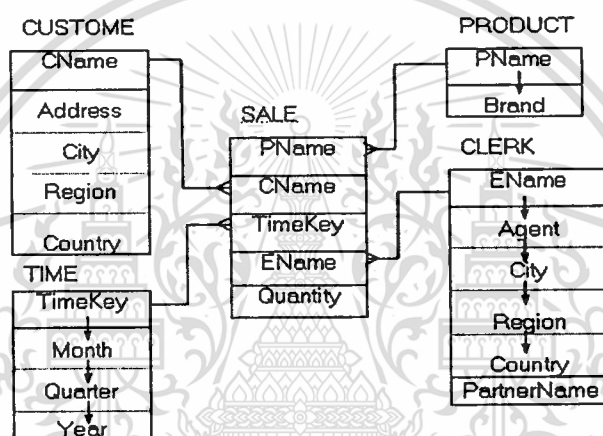 CUSTOME
CName
Address
City
Region
Country
TIME
TimeKey
Month
Quarter
Year
SALE
PName
CName
TimeKey
EName
Quantity
PRODUCT
PName
Brand
CLERK
EName
Agent
City
Region
Country
PartnerName